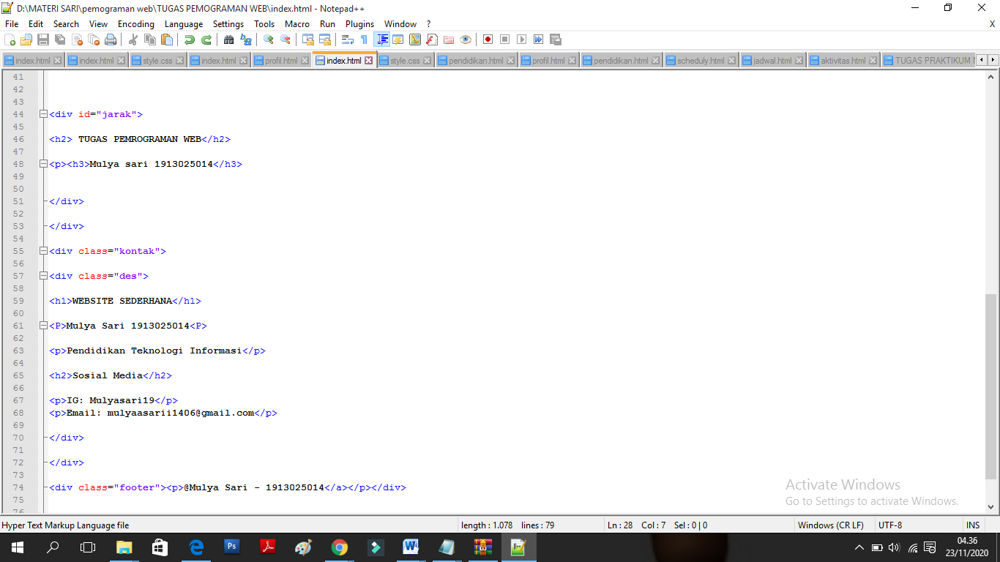 D:\MATERI SARI\pemograman web\TUGAS PEMOGRAMAN WEB\index.html - Notepad++
File Edit Search View Encoding Language Settings Tools Macro Run Plugins Window ? X
index.html index.html style.css index.html profil.html index.html style.css pendidikan.html profil.html pendidikan.html scheduly.html jadwal.html aktivitas.html TUGAS PRAKTIKUM
41
42
43
44 <div id="jarak">
45
46 <h2> TUGAS PEMROGRAMAN WEB</h2>
47
48 <p><h3>Mulya sari 1913025014</h3>
49
50
51 </div>
52
53 </div>
54
55 <div class="kontak">
56
57 <div class="des">
58
59 <h1>WEBSITE SEDERHANA</h1>
60
61 <P>Mulya Sari 1913025014<P>
62
63 <p>Pendidikan Teknologi Informasi</p>
64
65 <h2>Sosial Media</h2>
66
67 <p>IG: Mulyasari19</p>
68 <p>Email: mulyaasarii1406@gmail.com</p>
69
70 </div>
71
72 </div>
73
74 <div class="footer"><p>@Mulya Sari - 1913025014</a></p></div>
75
76
Activate Windows
Go to Settings to activate Windows.
Hyper Text Markup Language file length : 1.078 lines : 79 Ln : 28 Col : 7 Sel : 0 | 0 Windows (CR LF) UTF-8 INS
04.36
23/11/2020